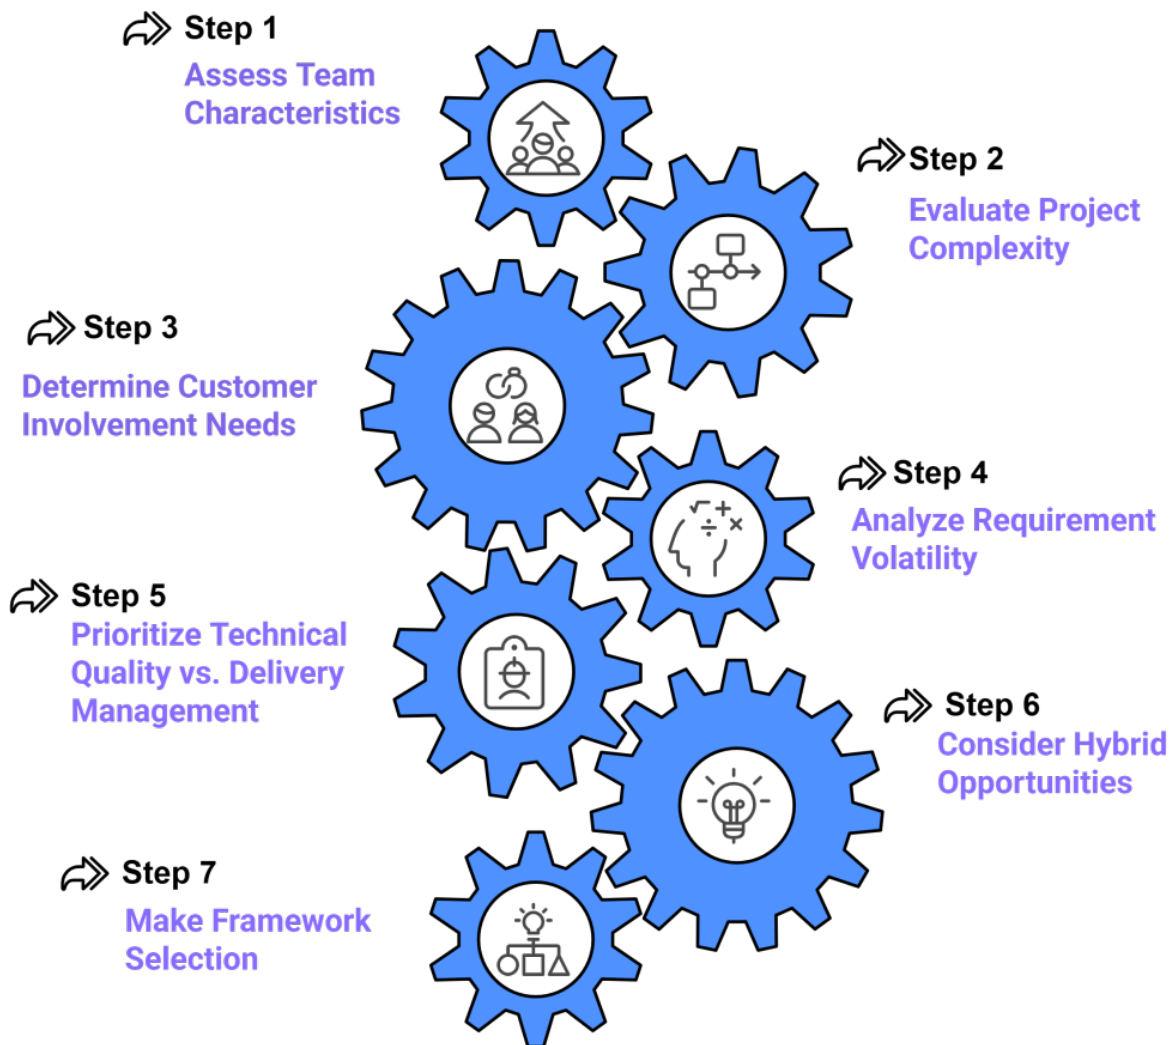 Step 1
Assess Team
Characteristics
Step 2
Evaluate Project
Complexity
Step 3
Determine Customer
Involvement Needs
Step 4
Analyze Requirement
Volatility
Step 5
Prioritize Technical
Quality vs. Delivery
Management
Step 6
Consider Hybrid
Opportunities
Step 7
Make Framework
Selection